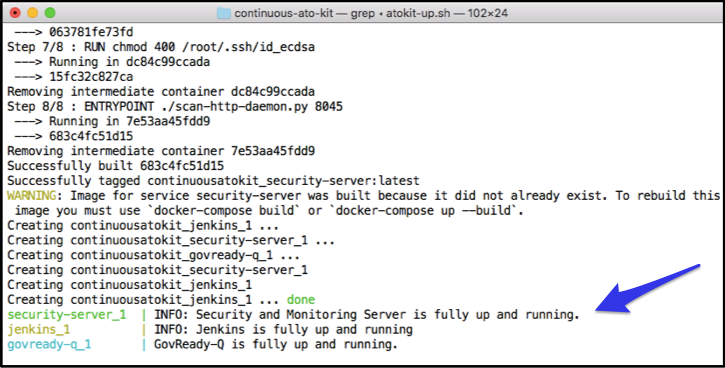 continuous-ato-kit — grep • atokit-up.sh — 102×24
---> 063781fe73fd
Step 7/8 : RUN chmod 400 /root/.ssh/id_ecdsa
---> Running in dc84c99ccada
---> 15fc32c827ca
Removing intermediate container dc84c99ccada
Step 8/8 : ENTRYPOINT ./scan-http-daemon.py 8045
---> Running in 7e53aa45fdd9
---> 683c4fc51d15
Removing intermediate container 7e53aa45fdd9
Successfully built 683c4fc51d15
Successfully tagged continuousatokit_security-server:latest
WARNING: Image for service security-server was built because it did not already exist. To rebuild this
image you must use `docker-compose build` or `docker-compose up --build`.
Creating continuousatokit_jenkins_1 ...
Creating continuousatokit_security-server_1 ...
Creating continuousatokit_govready-q_1 ...
Creating continuousatokit_security-server_1
Creating continuousatokit_jenkins_1
Creating continuousatokit_jenkins_1 ... done
security-server_1 | INFO: Security and Monitoring Server is fully up and running.
jenkins_1 | INFO: Jenkins is fully up and running
govready-q_1 | GovReady-Q is fully up and running.